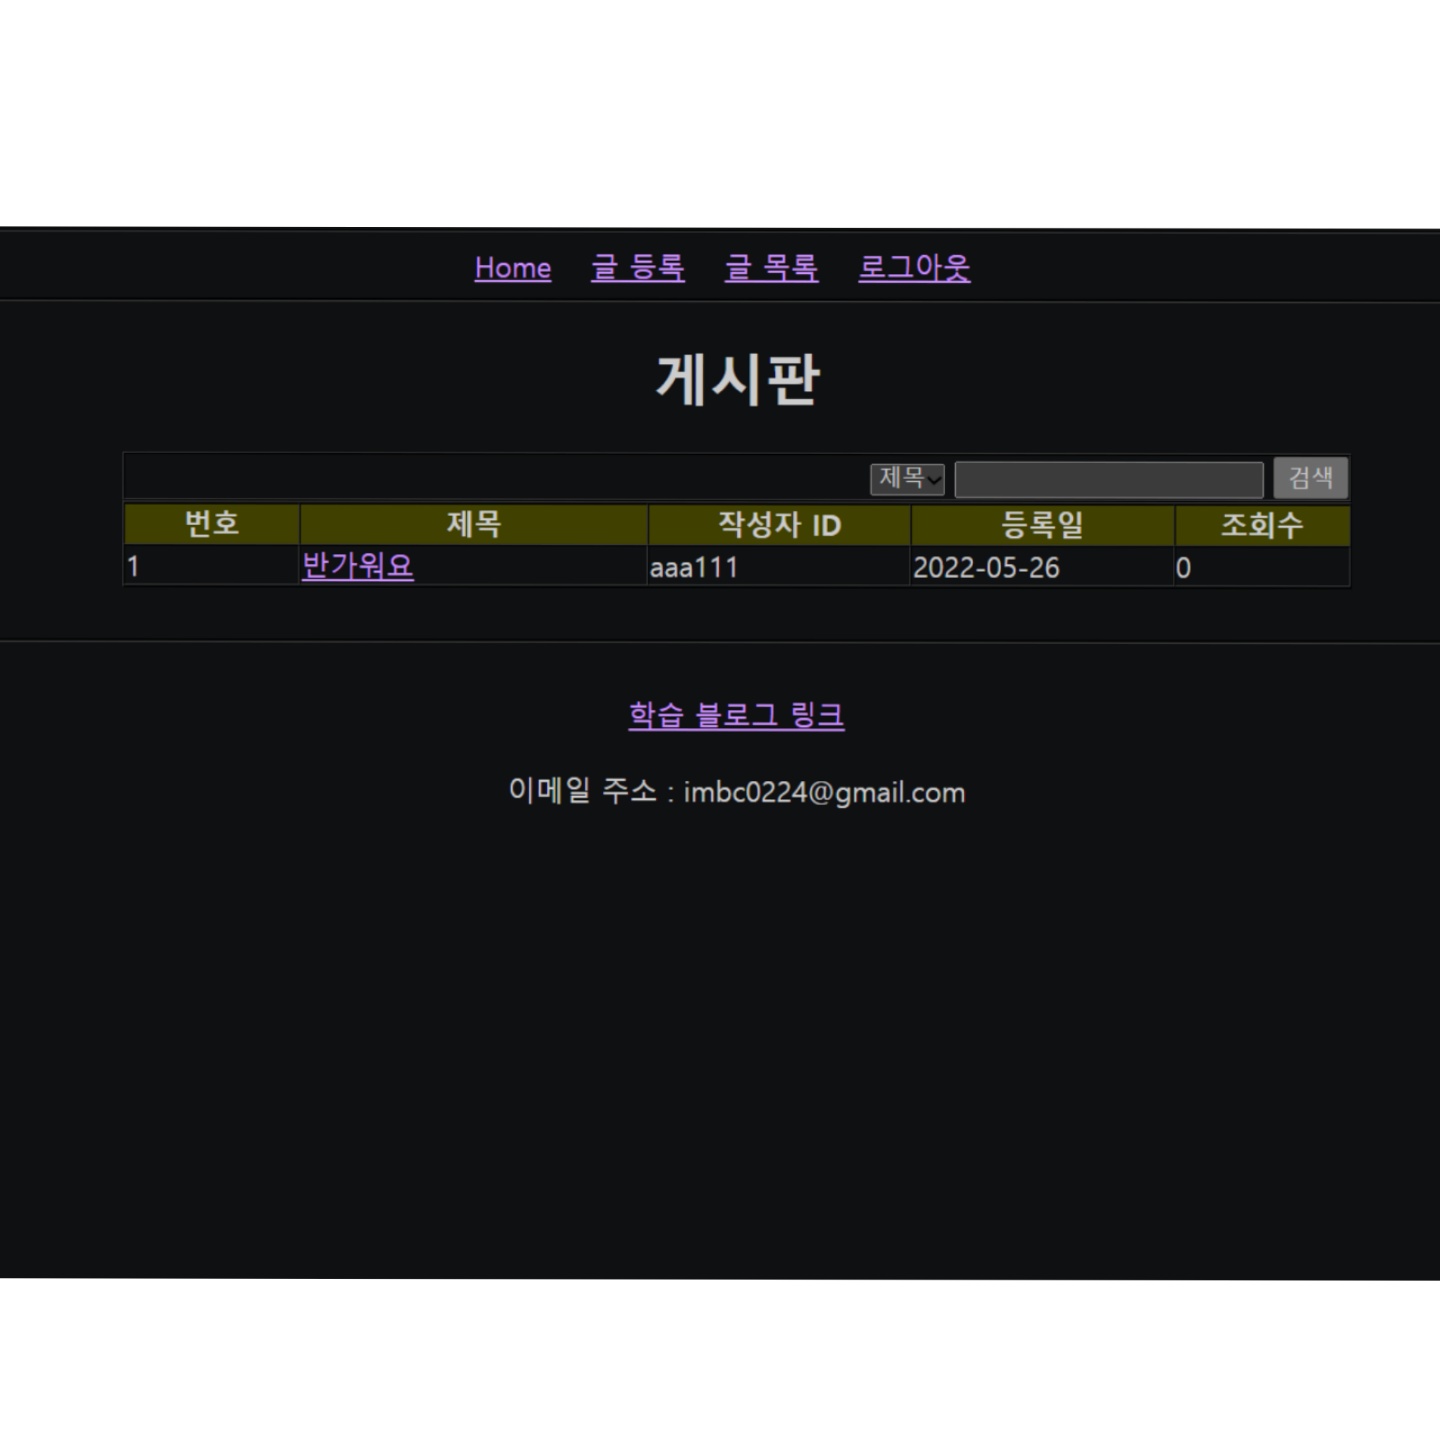 Home 글 등록 글 목록 로그아웃
게시판
제목 검색
번호 제목 작성자 ID 등록일 조회수
1 반가워요 aaa111 2022-05-26 0
학습 블로그 링크
이메일 주소 : imbc0224@gmail.com